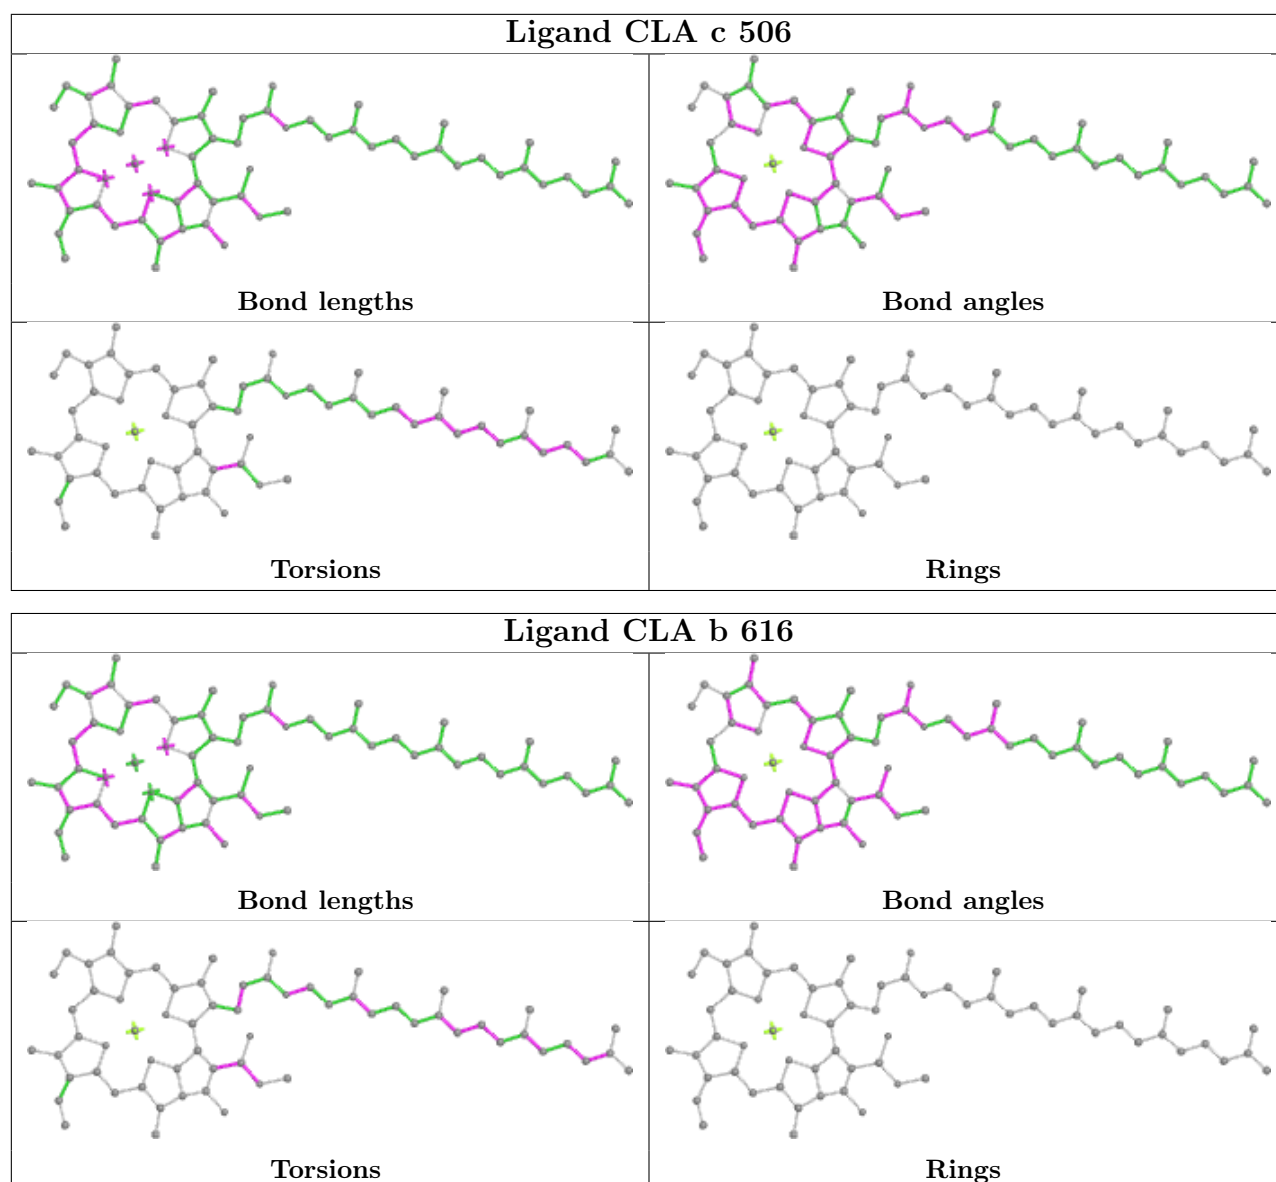 Ligand CLA c 506
Bond lengths
Bond angles
Torsions
Rings
Ligand CLA b 616
Bond lengths
Bond angles
Torsions
Rings